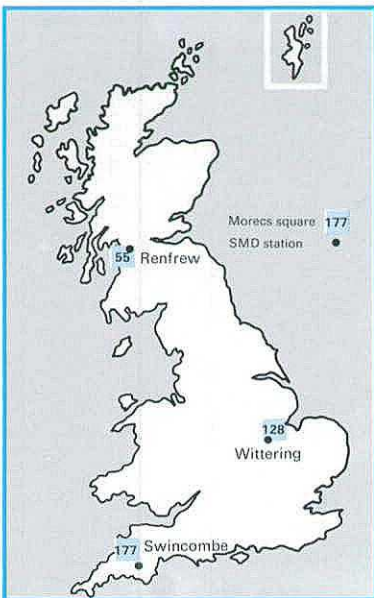 Morecs square 177
SMD station
55 Renfrew
128
Wittering
177 Swincombe